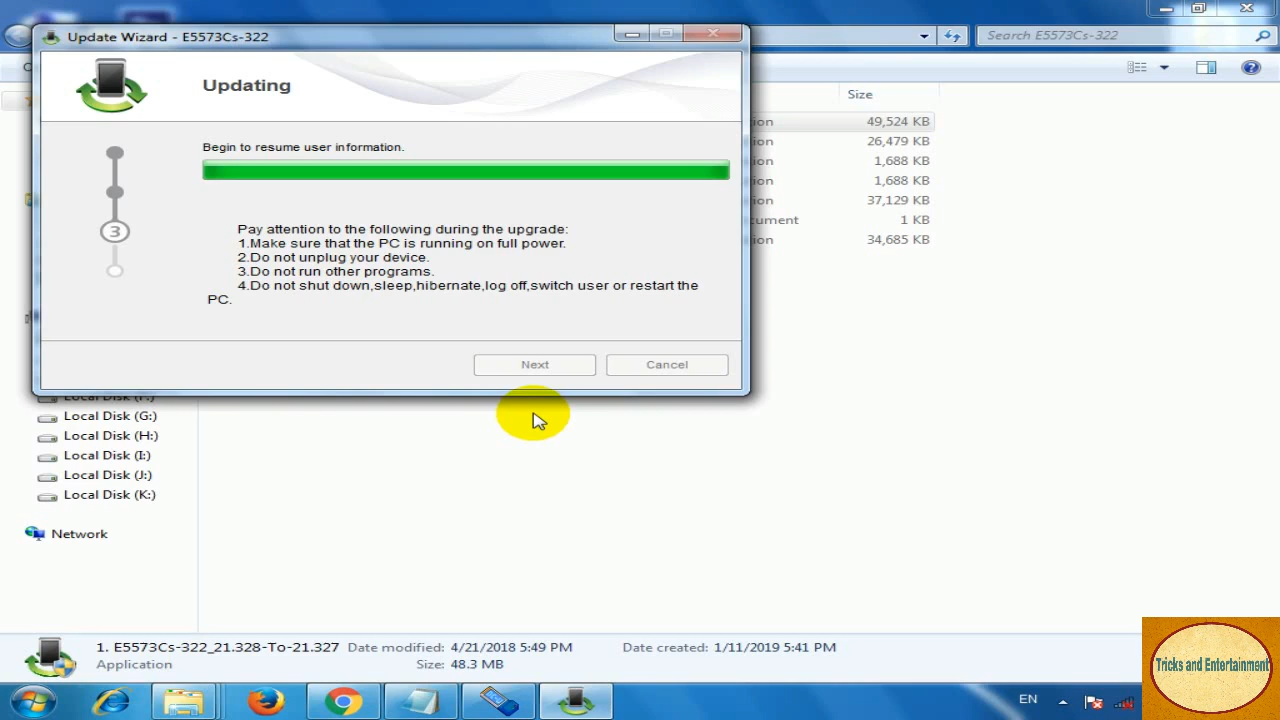 Update Wizard - E5573Cs-322
Search E5573Cs-322
Updating
Size
Begin to resume user information.
49,524 KB
26,479 KB
1,688 KB
1,688 KB
37,129 KB
1 KB
34,685 KB
Pay attention to the following during the upgrade:
1.Make sure that the PC is running on full power.
2.Do not unplug your device.
3.Do not run other programs.
4.Do not shut down,sleep,hibernate,log off,switch user or restart the
PC.
3
Next
Cancel
Local Disk (G:)
Local Disk (H:)
Local Disk (I:)
Local Disk (J:)
Local Disk (K:)
Network
1. E5573Cs-322_21.328-To-21.327 Date modified: 4/21/2018 5:49 PM Date created: 1/11/2019 5:41 PM
Application Size: 48.3 MB
Tricks and Entertainment
EN